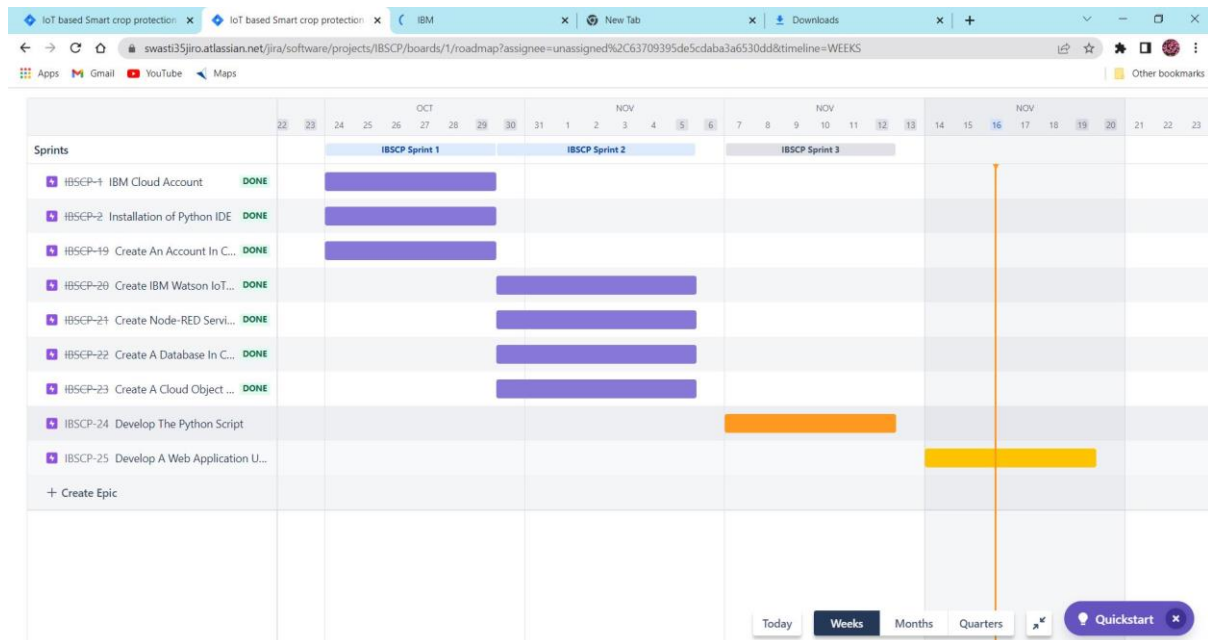 IoT based Smart crop protection
IoT based Smart crop protection
IBM
New Tab
Downloads
swasti35jiro.atlassian.net/jira/software/projects/IBSCP/boards/1/roadmap?assignee=unassigned%2C63709395de5cdaba3a6530dd&timeline=WEEKS
Apps Gmail YouTube Maps Other bookmarks
OCT NOV NOV NOV
22 23 24 25 26 27 28 29 30 31 1 2 3 4 5 6 7 8 9 10 11 12 13 14 15 16 17 18 19 20 21 22 23
Sprints IBSCP Sprint 1 IBSCP Sprint 2 IBSCP Sprint 3
IBSCP-1 IBM Cloud Account DONE
IBSCP-2 Installation of Python IDE DONE
IBSCP-19 Create An Account In C... DONE
IBSCP-20 Create IBM Watson IoT... DONE
IBSCP-21 Create Node-RED Servi... DONE
IBSCP-22 Create A Database In C... DONE
IBSCP-23 Create A Cloud Object ... DONE
IBSCP-24 Develop The Python Script
IBSCP-25 Develop A Web Application U...
+ Create Epic
Today Weeks Months Quarters Quickstart